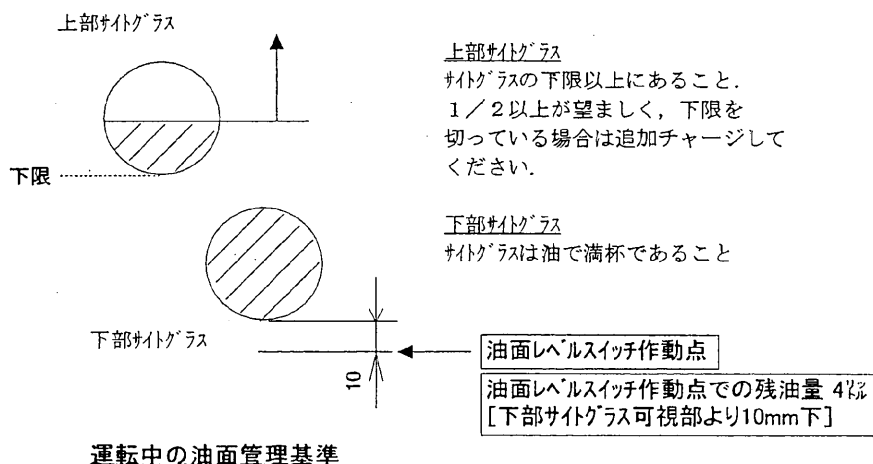 上部サイトグラス
上部サイトグラス
サイトグラスの下限以上にあること.
1/2以上が望ましく,下限を
切っている場合は追加チャージして
ください.
下限
下部サイトグラス
サイトグラスは油で満杯であること
下部サイトグラス
10
油面レベルスイッチ作動点
油面レベルスイッチ作動点での残油量 4㍑
[下部サイトグラス可視部より10mm下]
運転中の油面管理基準